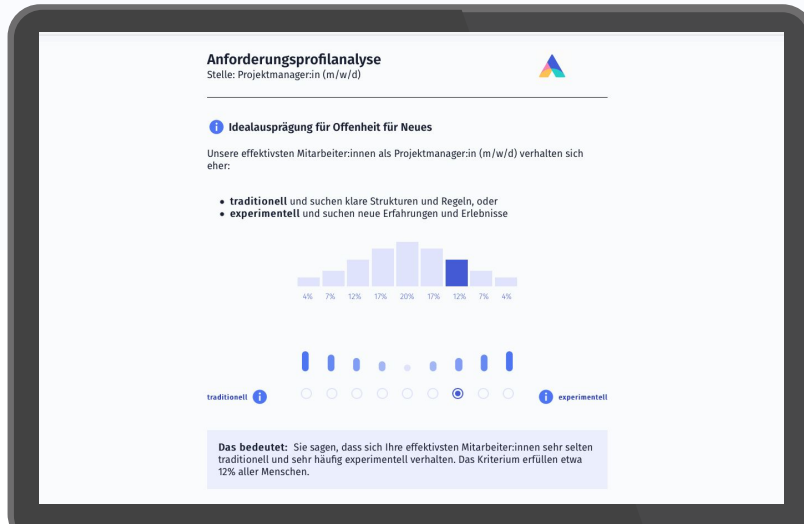 Anforderungsprofilanalyse
Stelle: Projektmanager:in (m/w/d)
Idealausprägung für Offenheit für Neues
Unsere effektivsten Mitarbeiter:innen als Projektmanager:in (m/w/d) verhalten sich
eher:
• traditionell und suchen klare Strukturen und Regeln, oder
• experimentell und suchen neue Erfahrungen und Erlebnisse
4% 7% 12% 17% 20% 17% 12% 7% 4%
traditionell i i experimentell
Das bedeutet: Sie sagen, dass sich Ihre effektivsten Mitarbeiter:innen sehr selten
traditionell und sehr häufig experimentell verhalten. Das Kriterium erfüllen etwa
12% aller Menschen.